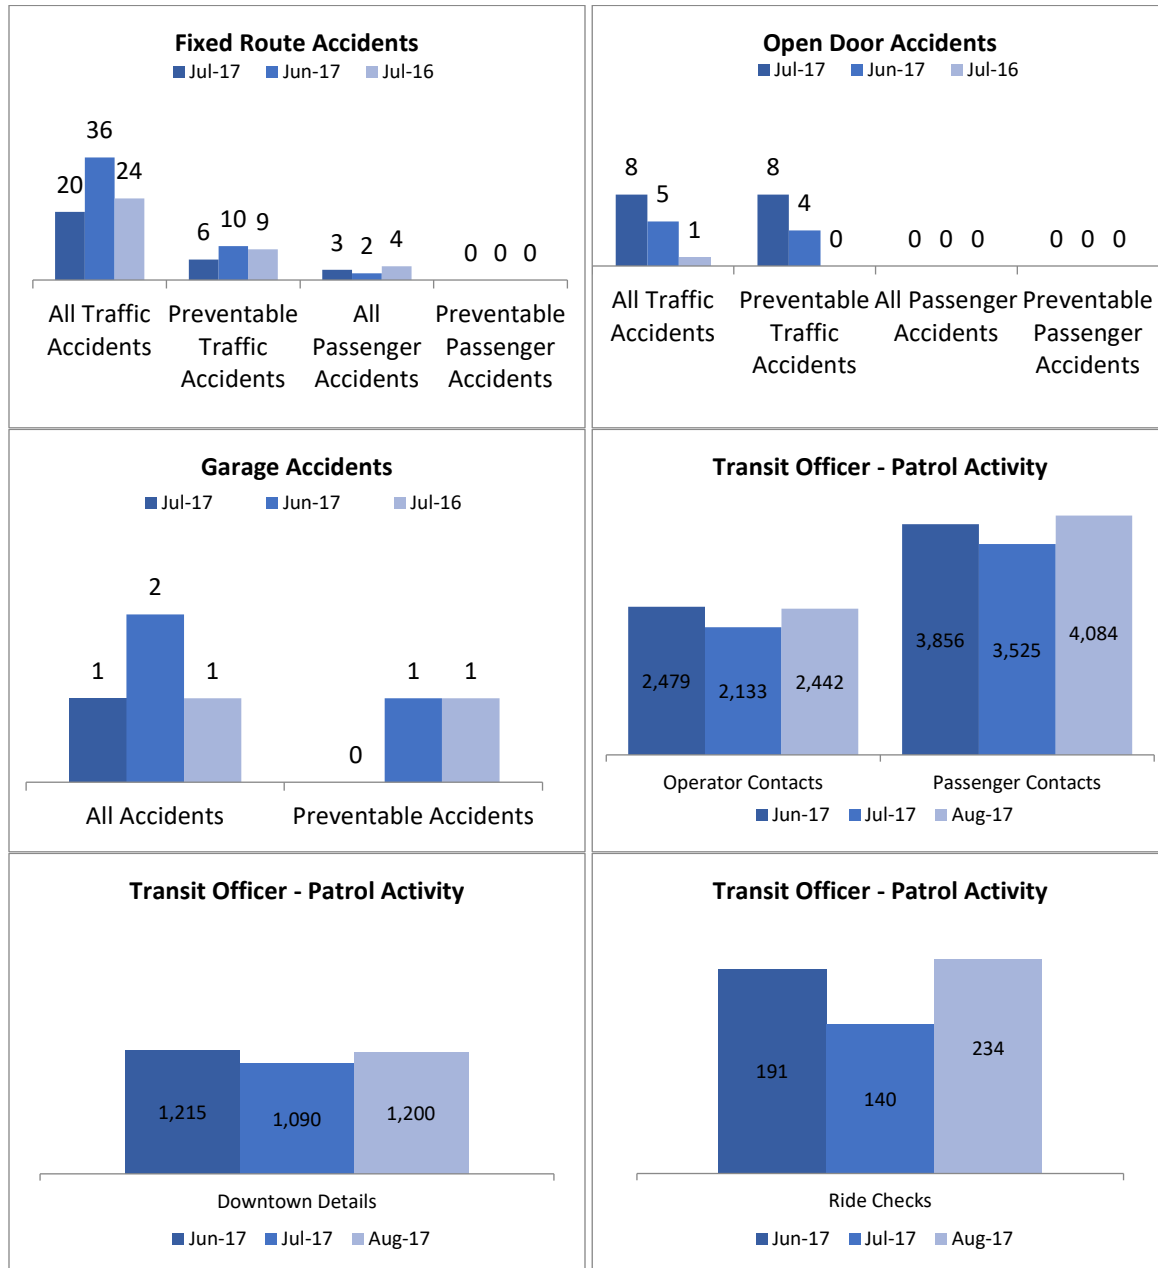 Fixed Route Accidents
Jul-17 Jun-17 Jul-16
36
20 24
6 10 9
3 2 4
0 0 0
All Traffic Accidents
Preventable Traffic Accidents
All Passenger Accidents
Preventable Passenger Accidents
Open Door Accidents
Jul-17 Jun-17 Jul-16
8 5 1
8 4 0
0 0 0
0 0 0
All Traffic Accidents
Preventable Traffic Accidents
All Passenger Accidents
Preventable Passenger Accidents
Garage Accidents
Jul-17 Jun-17 Jul-16
1 2 1
0 1 1
All Accidents Preventable Accidents
Transit Officer - Patrol Activity
2,479 2,133 2,442
3,856 3,525 4,084
Operator Contacts Passenger Contacts
Jun-17 Jul-17 Aug-17
Transit Officer - Patrol Activity
1,215 1,090 1,200
Downtown Details
Jun-17 Jul-17 Aug-17
Transit Officer - Patrol Activity
191 140 234
Ride Checks
Jun-17 Jul-17 Aug-17